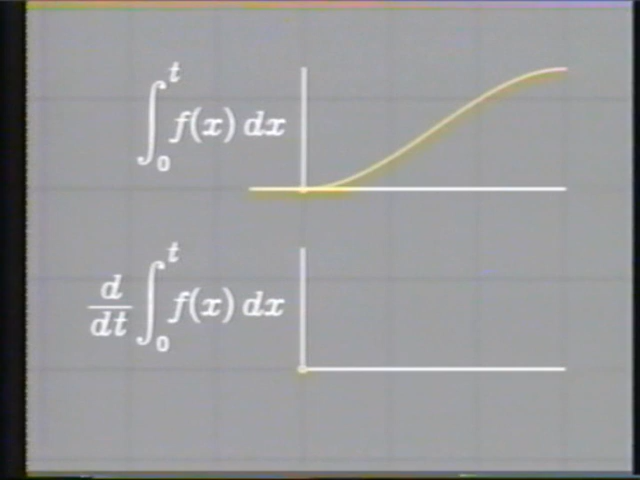 ∫₀ᵗ f(x) dx
d/dt ∫₀ᵗ f(x) dx